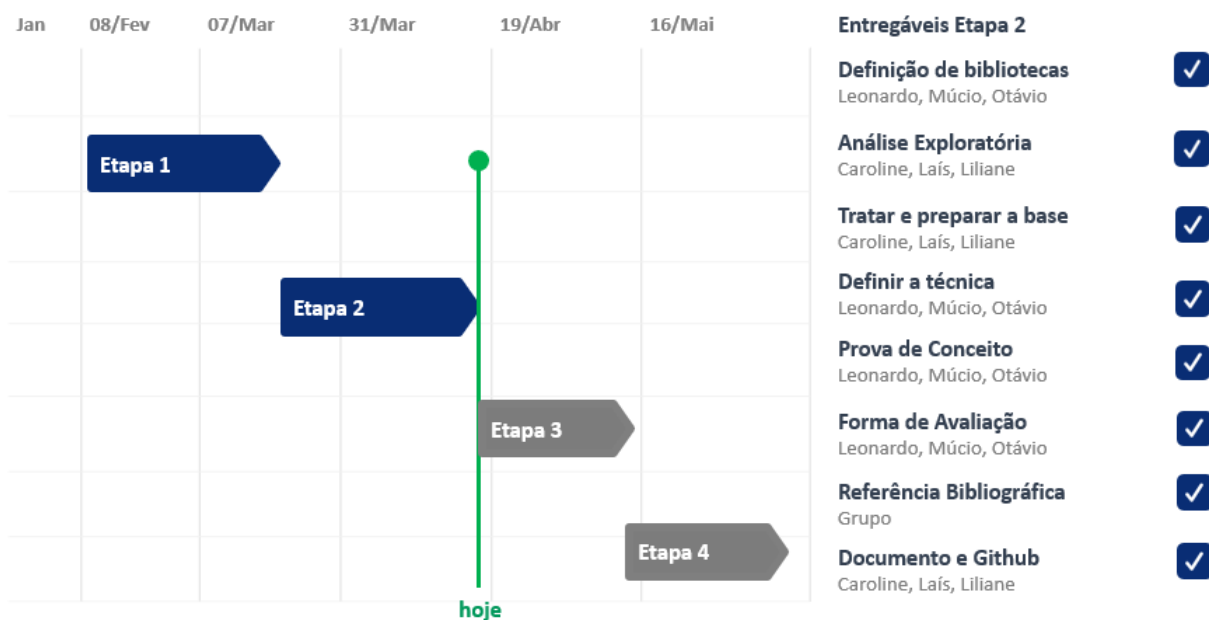 Jan 08/Fev 07/Mar 31/Mar 19/Abr 16/Mai
Etapa 1
Etapa 2
Etapa 3
Etapa 4
hoje
Entregáveis Etapa 2
Definição de bibliotecas
Leonardo, Múcio, Otávio
Análise Exploratória
Caroline, Laís, Liliane
Tratar e preparar a base
Caroline, Laís, Liliane
Definir a técnica
Leonardo, Múcio, Otávio
Prova de Conceito
Leonardo, Múcio, Otávio
Forma de Avaliação
Leonardo, Múcio, Otávio
Referência Bibliográfica
Grupo
Documento e Github
Caroline, Laís, Liliane